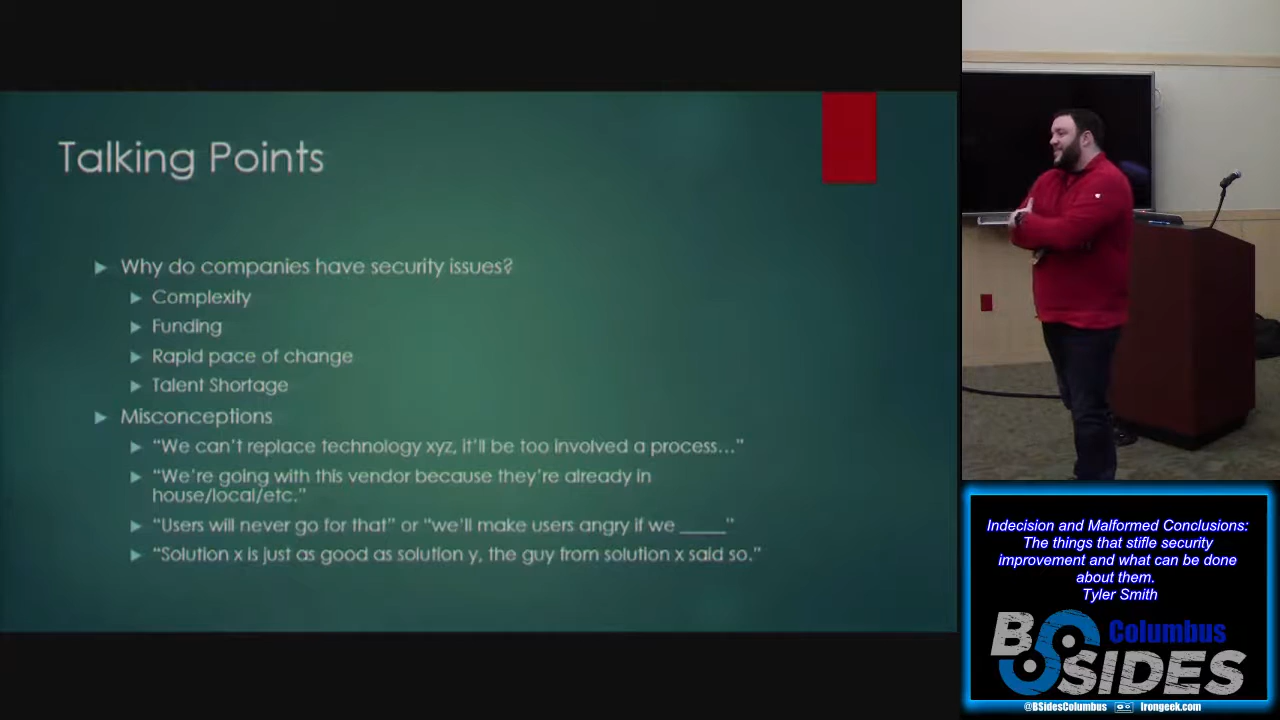 Talking Points
Why do companies have security issues?
Complexity
Funding
Rapid pace of change
Talent Shortage
Misconceptions
“We can’t replace technology xyz, it’ll be too involved a process…”
“We’re going with this vendor because they’re already in
house/local/etc.”
“Users will never go for that” or “we’ll make users angry if we _____”
“Solution x is just as good as solution y, the guy from solution x said so.”
Indecision and Malformed Conclusions:
The things that stifle security
improvement and what can be done
about them.
Tyler Smith
BSIDES
Columbus
@BSidesColumbus
Irongeek.com